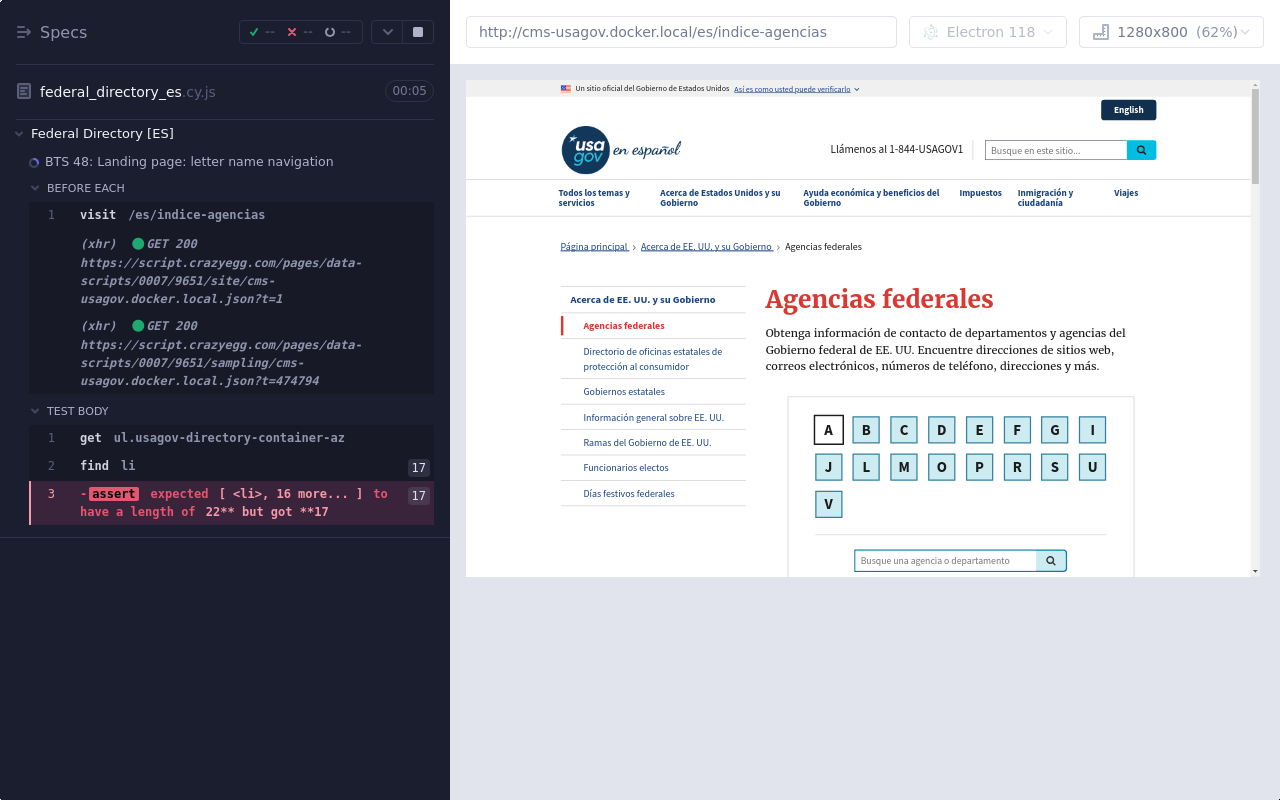 Specs
-- -- --
federal_directory_es.cy.js
00:05
Federal Directory [ES]
BTS 48: Landing page: letter name navigation
BEFORE EACH
1 visit /es/indice-agencias
(xhr) GET 200
https://script.crazyegg.com/pages/data-
scripts/0007/9651/site/cms-
usagov.docker.local.json?t=1
(xhr) GET 200
https://script.crazyegg.com/pages/data-
scripts/0007/9651/sampling/cms-
usagov.docker.local.json?t=474794
TEST BODY
1 get ul.usagov-directory-container-az
2 find li 17
3 -assert expected [ <li>, 16 more... ] to 17
have a length of 22** but got **17
http://cms-usagov.docker.local/es/indice-agencias
Electron 118
1280x800 (62%)
Un sitio oficial del Gobierno de Estados Unidos Así es como usted puede verificarlo
English
usa
gov
en español
Llámenos al 1-844-USAGOV1
Busque en este sitio...
Todos los temas y
servicios
Acerca de Estados Unidos y su
Gobierno
Ayuda económica y beneficios del
Gobierno
Impuestos
Inmigración y
ciudadanía
Viajes
Página principal › Acerca de EE. UU. y su Gobierno › Agencias federales
Acerca de EE. UU. y su Gobierno
Agencias federales
Directorio de oficinas estatales de
protección al consumidor
Gobiernos estatales
Información general sobre EE. UU.
Ramas del Gobierno de EE. UU.
Funcionarios electos
Días festivos federales
Agencias federales
Obtenga información de contacto de departamentos y agencias del
Gobierno federal de EE. UU. Encuentre direcciones de sitios web,
correos electrónicos, números de teléfono, direcciones y más.
A B C D E F G I
J L M O P R S U
V
Busque una agencia o departamento